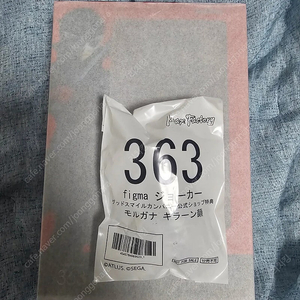 Max Factory
363
figma ジョーカー
グッドスマイルカンパニー公式ショップ特典
モルガナ キラーン顔
©ATLUS. ©SEGA.